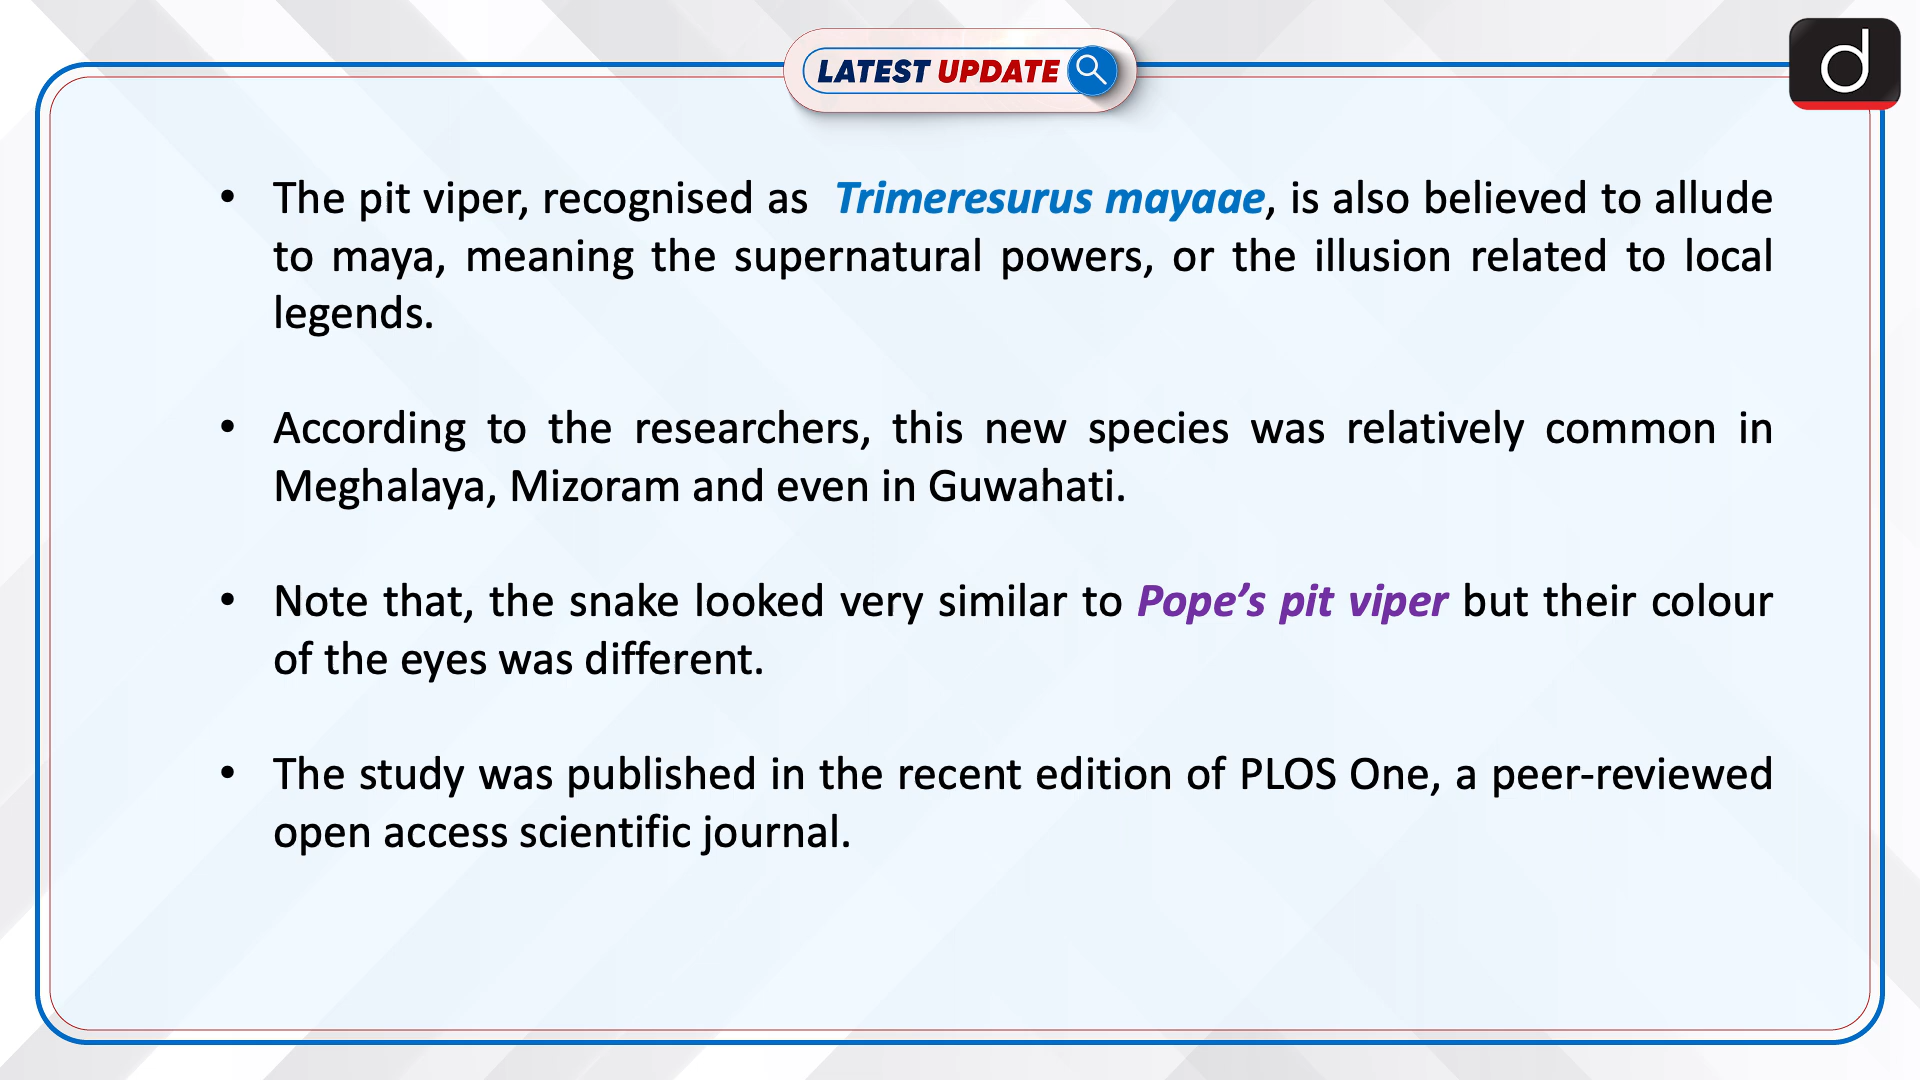 LATEST UPDATE
d
• The pit viper, recognised as Trimeresurus mayaae, is also believed to allude
to maya, meaning the supernatural powers, or the illusion related to local
legends.
• According to the researchers, this new species was relatively common in
Meghalaya, Mizoram and even in Guwahati.
• Note that, the snake looked very similar to Pope’s pit viper but their colour
of the eyes was different.
• The study was published in the recent edition of PLOS One, a peer-reviewed
open access scientific journal.